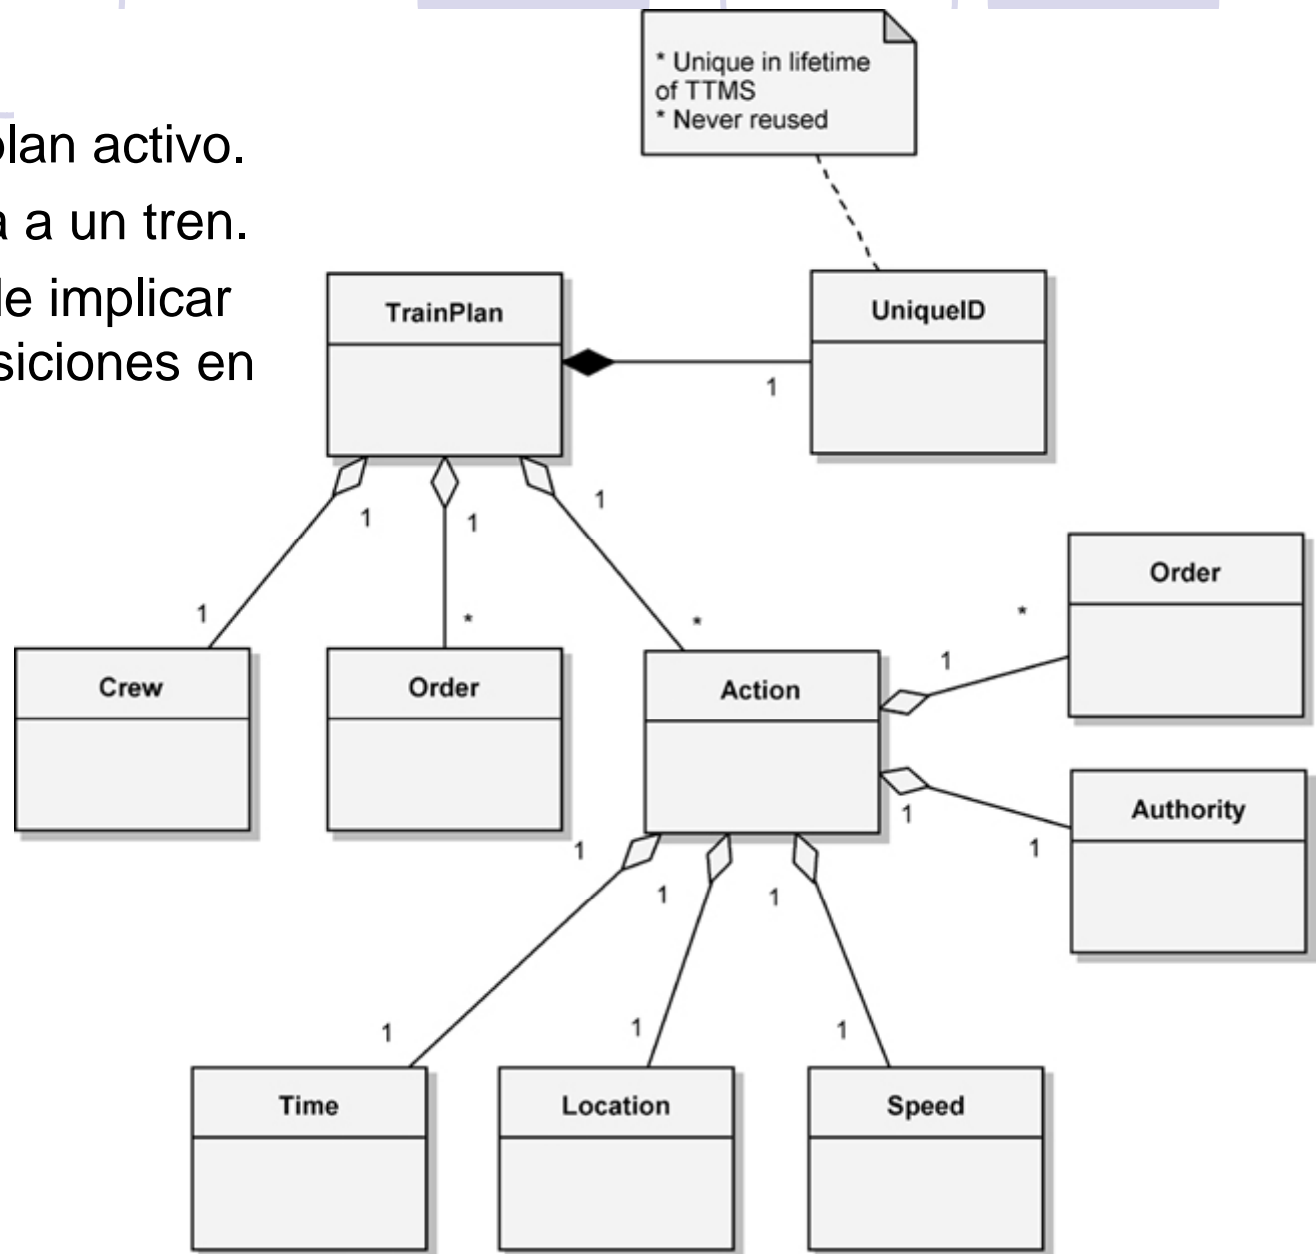 * Unique in lifetime
of TTMS
* Never reused
plan activo.
a un tren.
implicar
siciones en
TrainPlan
UniqueID
1
1
1
1
1
*
*
Crew
Order
Action
Order
*
1
Authority
1
1
1
1
1
1
1
1
Time
Location
Speed